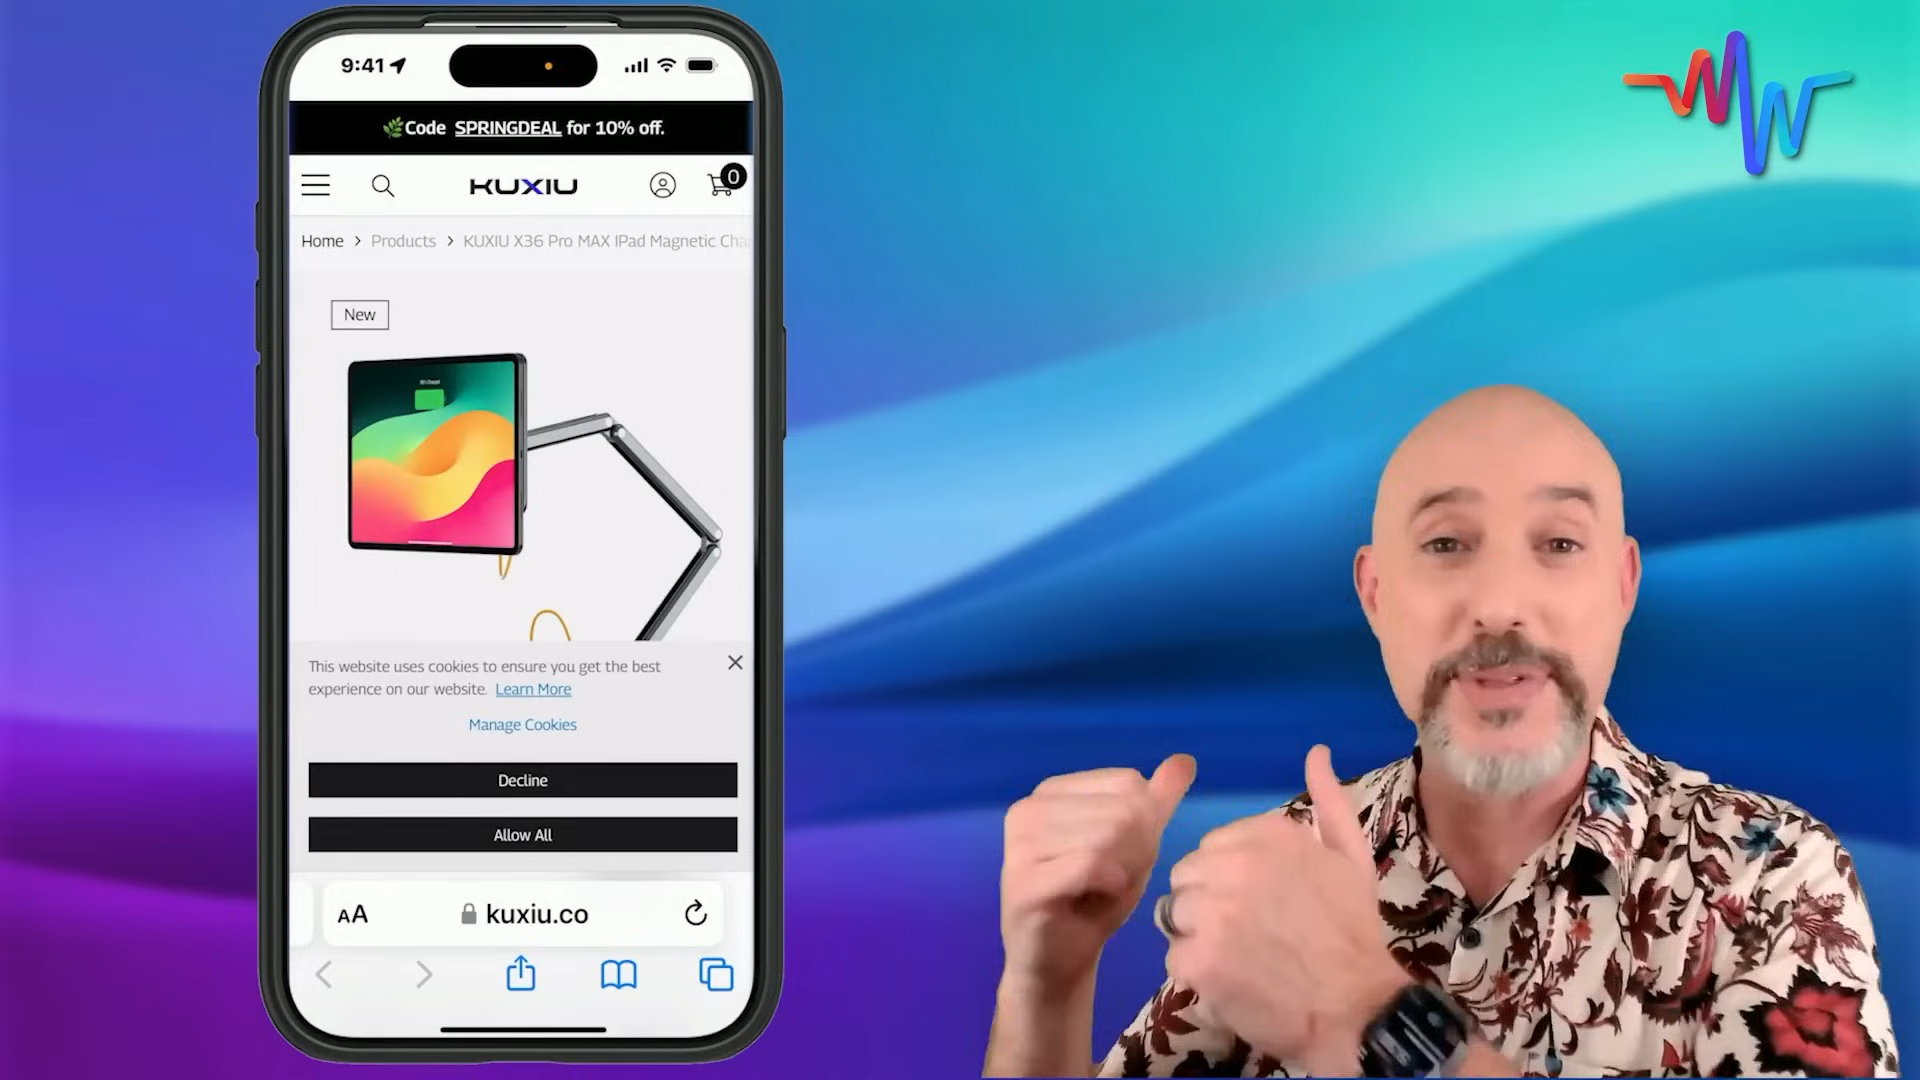 9:41
🌿Code SPRINGDEAL for 10% off.
KUXIU
0
Home > Products > KUXIU X36 Pro MAX IPad Magnetic Cha
New
This website uses cookies to ensure you get the best
experience on our website. Learn More
Manage Cookies
Decline
Allow All
AA
kuxiu.co